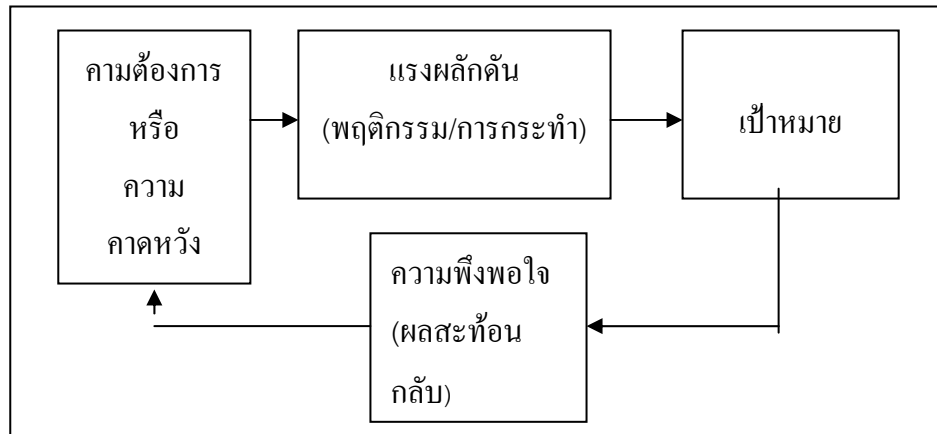 คามต้องการ
หรือ
ความ
คาดหวัง
แรงผลักดัน
(พฤติกรรม/การกระทำ)
เป้าหมาย
ความพึงพอใจ
(ผลสะท้อน
กลับ)